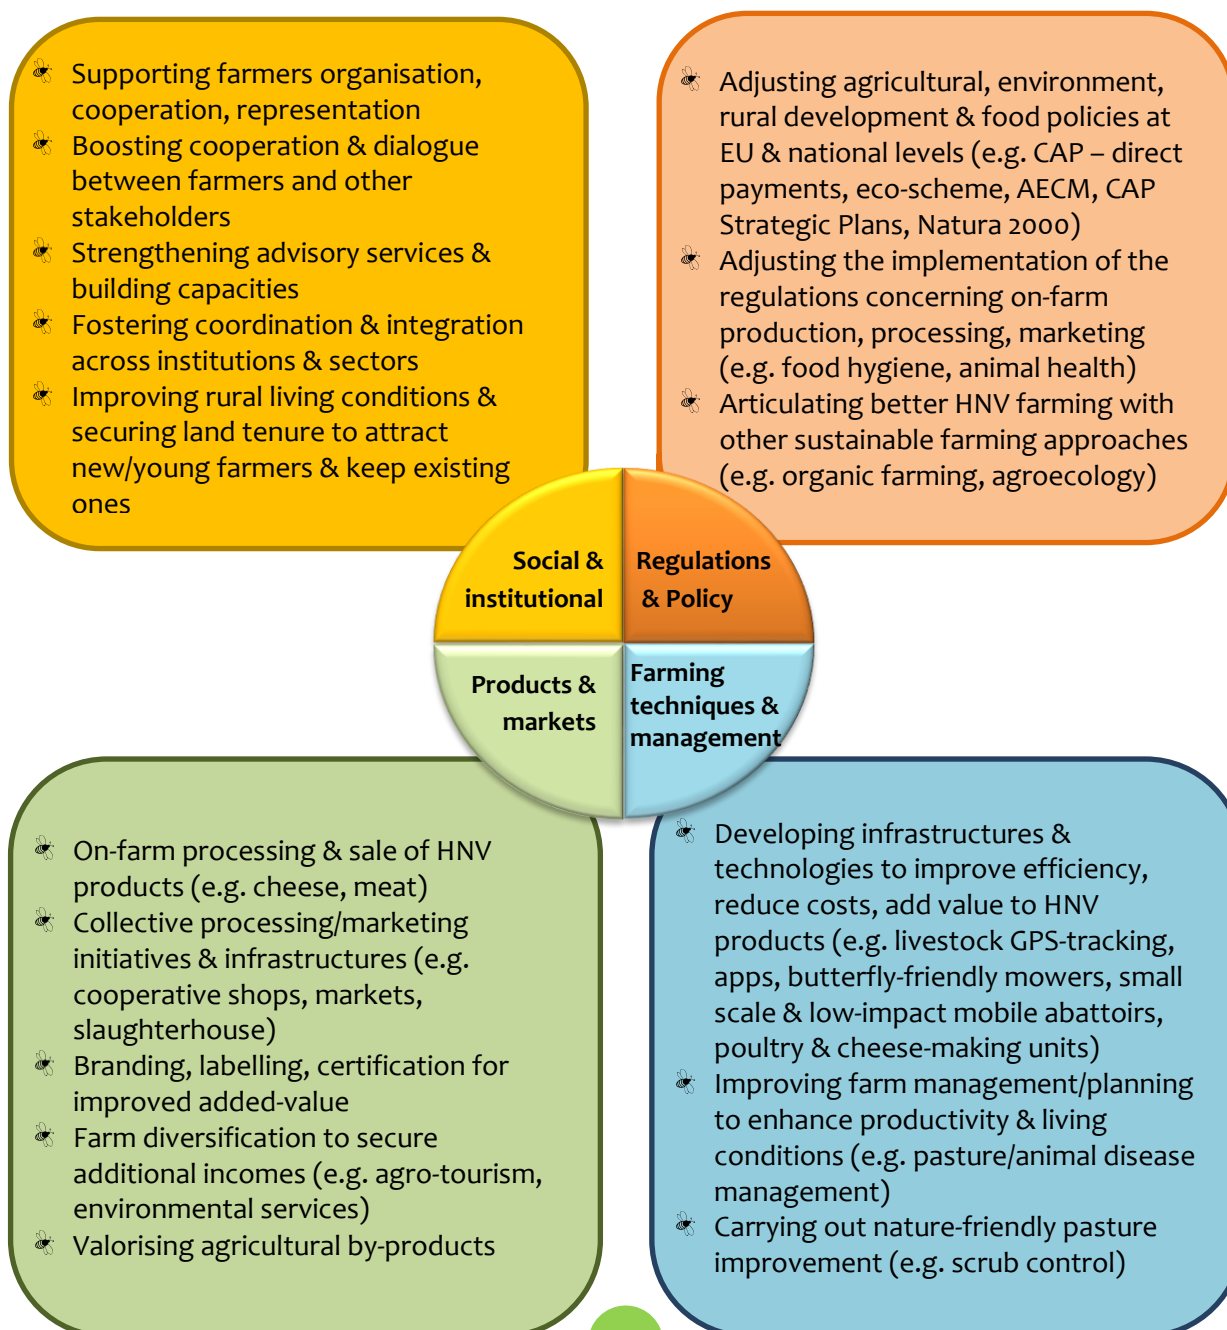 Supporting farmers organisation,
cooperation, representation
Boosting cooperation & dialogue
between farmers and other
stakeholders
Strengthening advisory services &
building capacities
Fostering coordination & integration
across institutions & sectors
Improving rural living conditions &
securing land tenure to attract
new/young farmers & keep existing
ones
Adjusting agricultural, environment,
rural development & food policies at
EU & national levels (e.g. CAP – direct
payments, eco-scheme, AECM, CAP
Strategic Plans, Natura 2000)
Adjusting the implementation of the
regulations concerning on-farm
production, processing, marketing
(e.g. food hygiene, animal health)
Articulating better HNV farming with
other sustainable farming approaches
(e.g. organic farming, agroecology)
Social &
institutional
Regulations
& Policy
Products &
markets
Farming
techniques &
management
On-farm processing & sale of HNV
products (e.g. cheese, meat)
Collective processing/marketing
initiatives & infrastructures (e.g.
cooperative shops, markets,
slaughterhouse)
Branding, labelling, certification for
improved added-value
Farm diversification to secure
additional incomes (e.g. agro-tourism,
environmental services)
Valorising agricultural by-products
Developing infrastructures &
technologies to improve efficiency,
reduce costs, add value to HNV
products (e.g. livestock GPS-tracking,
apps, butterfly-friendly mowers, small
scale & low-impact mobile abattoirs,
poultry & cheese-making units)
Improving farm management/planning
to enhance productivity & living
conditions (e.g. pasture/animal disease
management)
Carrying out nature-friendly pasture
improvement (e.g. scrub control)